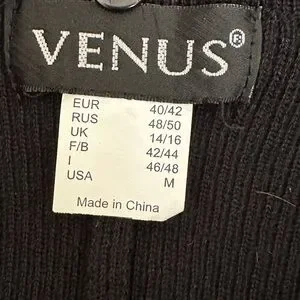 VENUS®
EUR 40/42
RUS 48/50
UK 14/16
F/B 42/44
I 46/48
USA M
Made in China